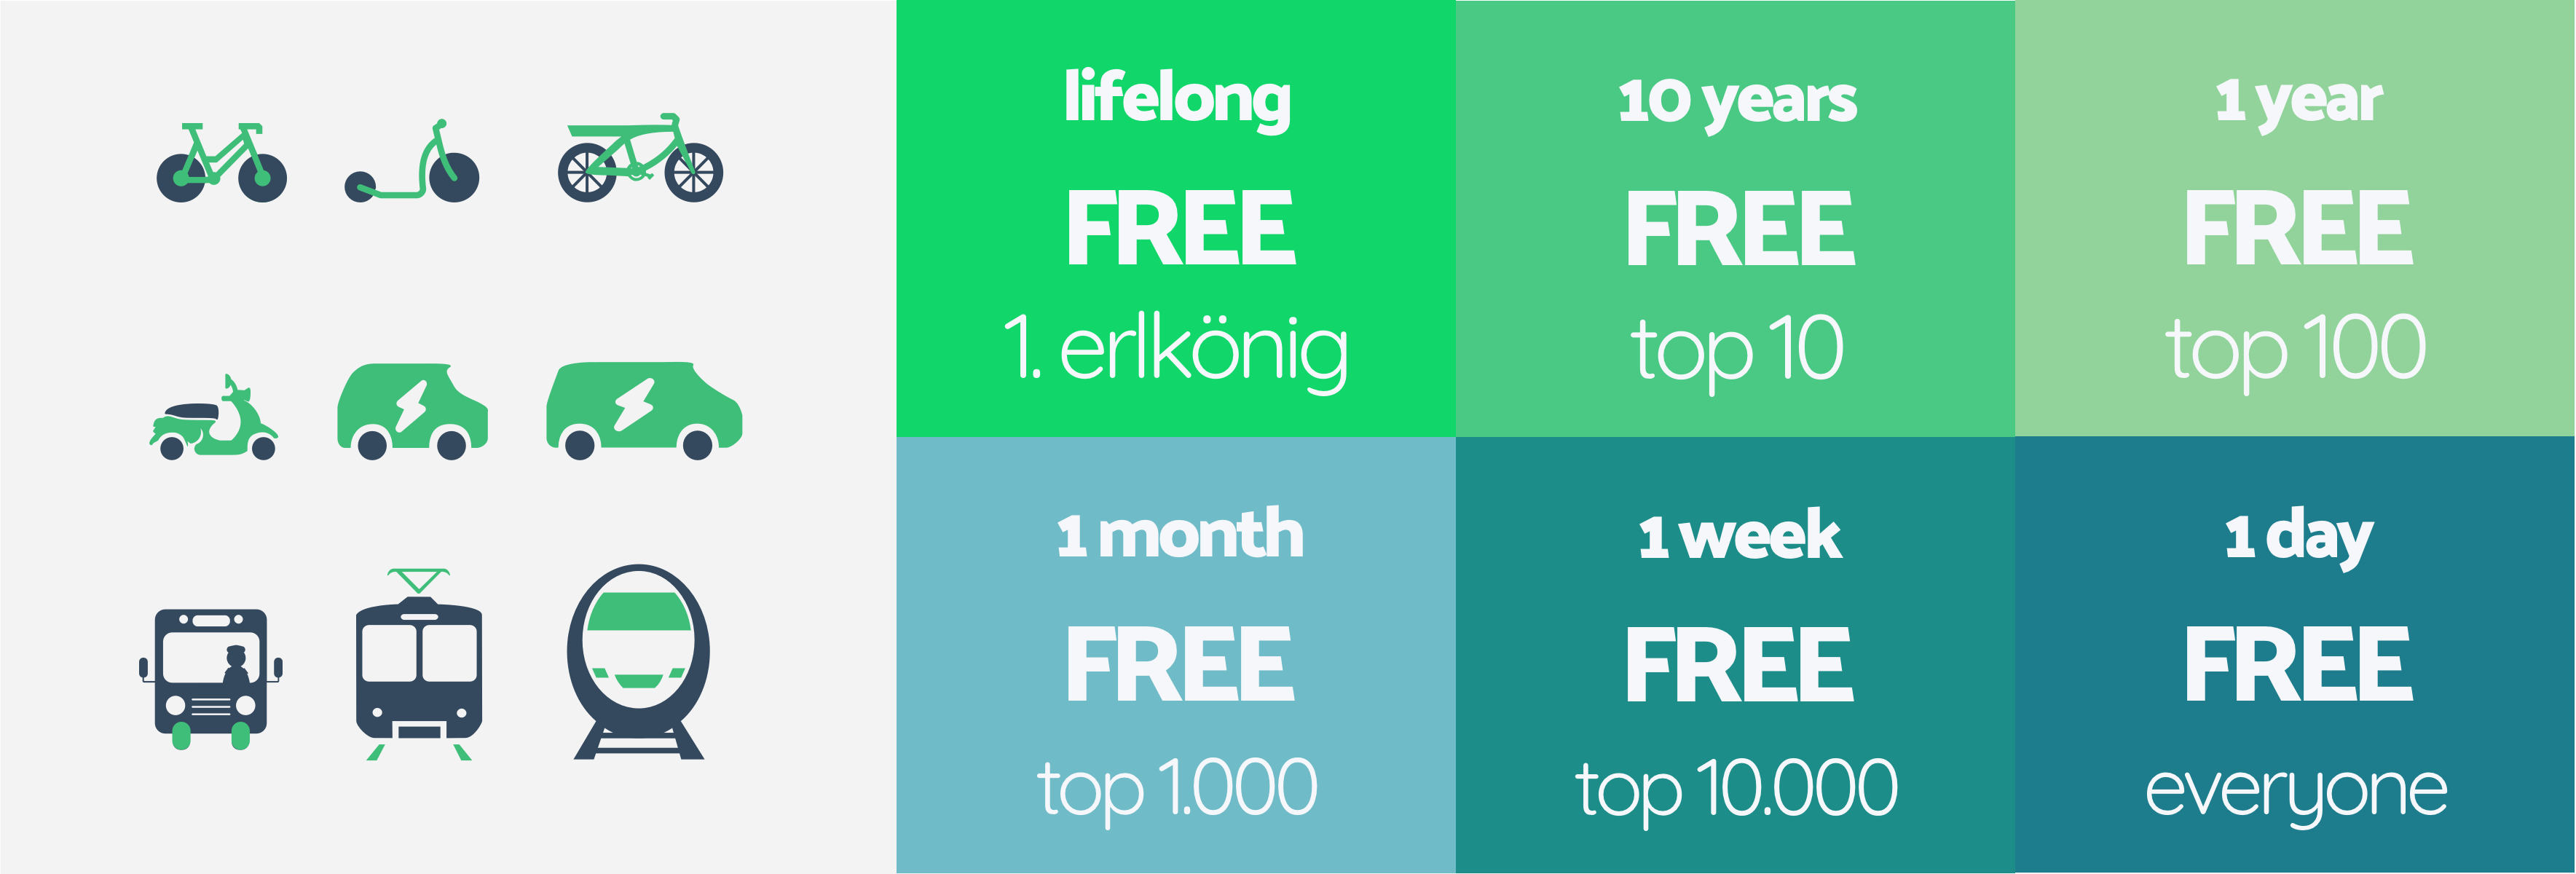 lifelong
FREE
1. erlkönig
10 years
FREE
top 10
1 year
FREE
top 100
1 month
FREE
top 1.000
1 week
FREE
top 10.000
1 day
FREE
everyone